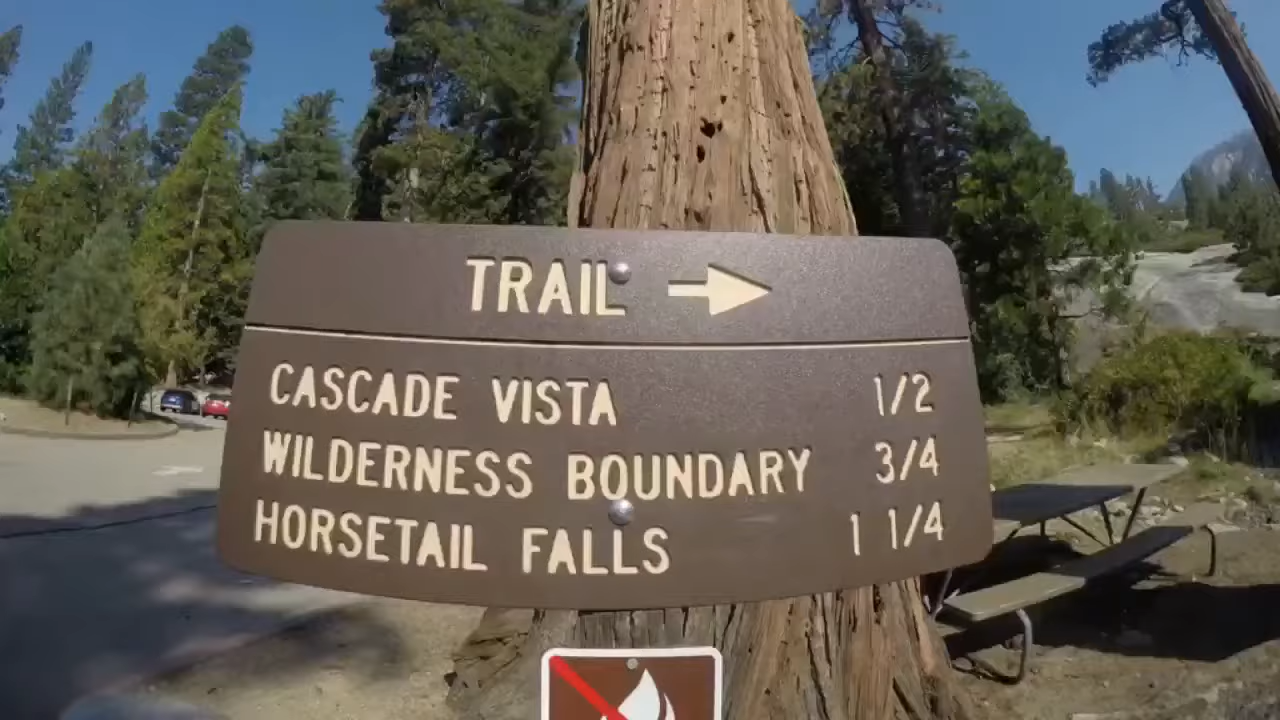 TRAIL →
CASCADE VISTA 1/2
WILDERNESS BOUNDARY 3/4
HORSETAIL FALLS 1 1/4